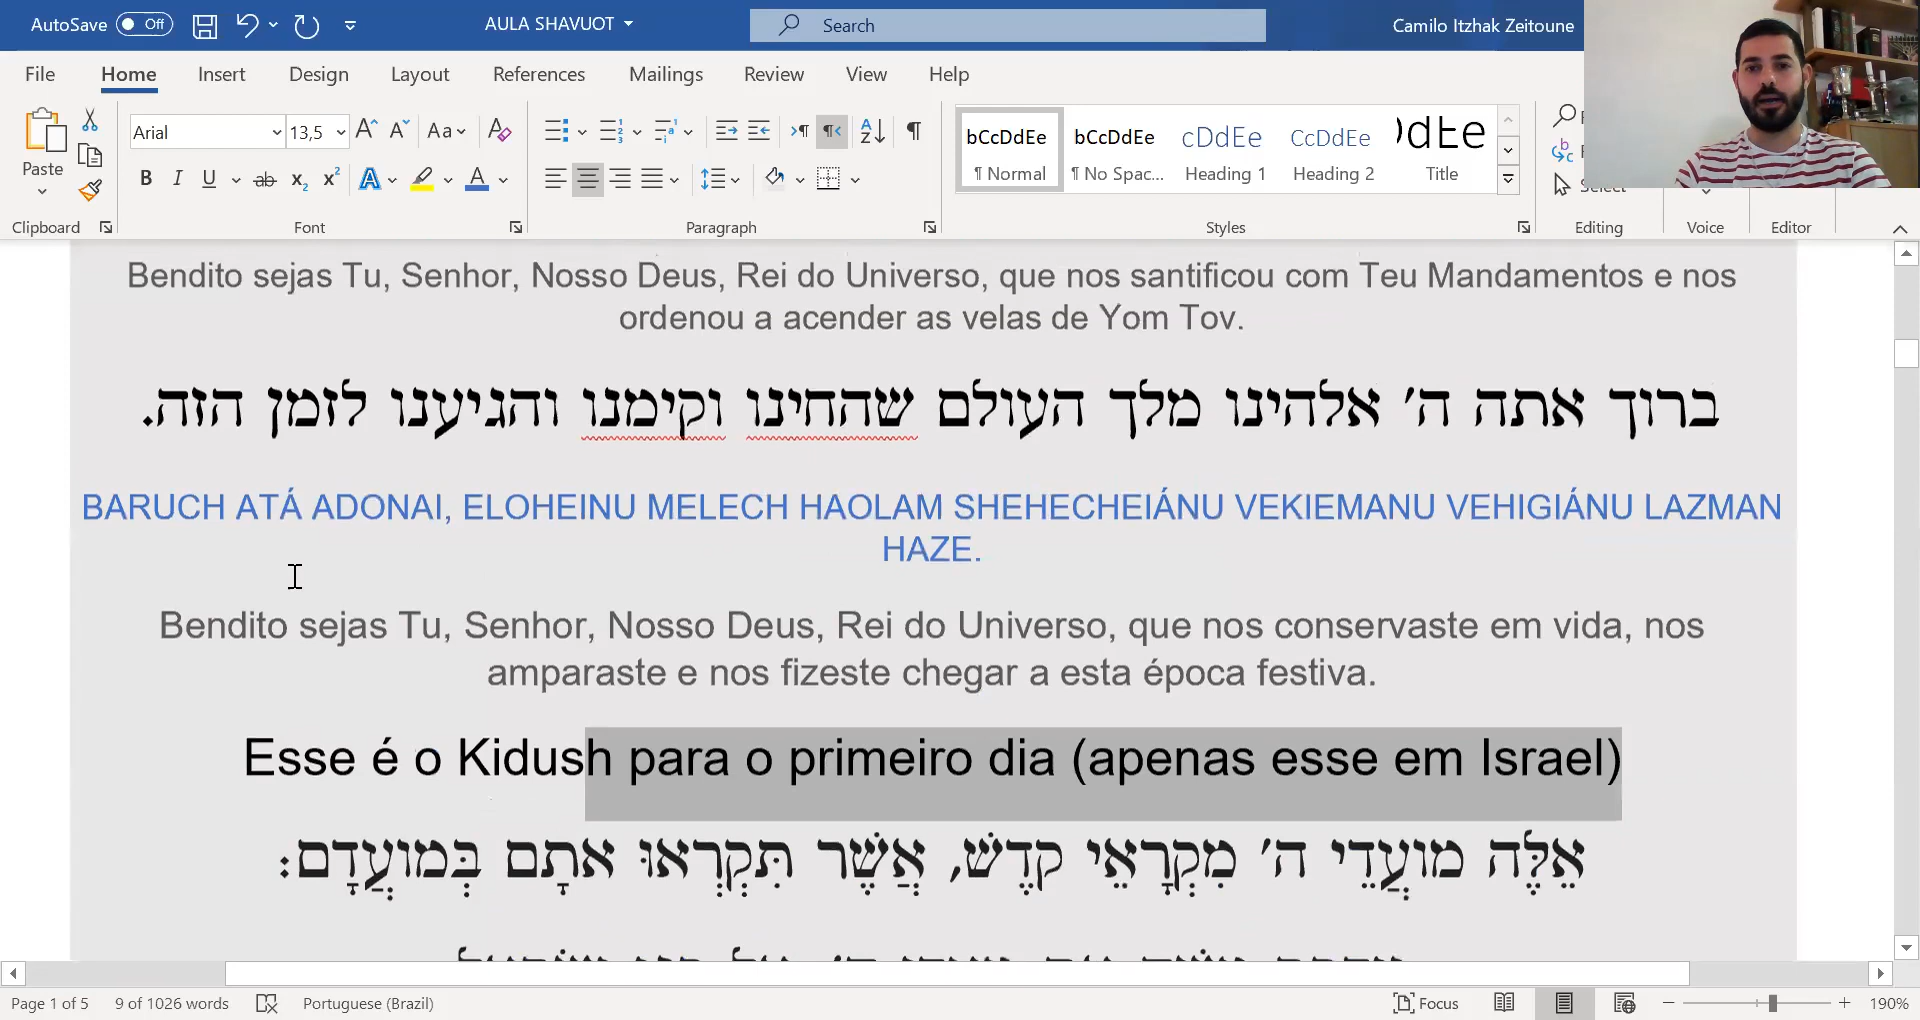 AutoSave Off AULA SHAVUOT Search Camilo Itzhak Zeitoune
File Home Insert Design Layout References Mailings Review View Help
Arial 13,5 Aa bCcDdEe bCcDdEe cDdEe CcDdEe
Paste B I U ab x₂ x² A A ¶ Normal ¶ No Spac... Heading 1 Heading 2 Title Select
Clipboard Font Paragraph Styles Editing Voice Editor
Bendito sejas Tu, Senhor, Nosso Deus, Rei do Universo, que nos santificou com Teu Mandamentos e nos
ordenou a acender as velas de Yom Tov.
ברוך אתה ה' אלהינו מלך העולם שהחינו וקימנו והגיענו לזמן הזה.
BARUCH ATÁ ADONAI, ELOHEINU MELECH HAOLAM SHEHECHEIÁNU VEKIEMANU VEHIGIÁNU LAZMAN
HAZE.
Bendito sejas Tu, Senhor, Nosso Deus, Rei do Universo, que nos conservaste em vida, nos
amparaste e nos fizeste chegar a esta época festiva.
Esse é o Kidush para o primeiro dia (apenas esse em Israel)
אֵלֶּה מוֹעֲדֵי ה' מִקְרָאֵי קֹדֶשׁ, אֲשֶׁר תִּקְרְאוּ אֹתָם בְּמוֹעֲדָם:
Page 1 of 5 9 of 1026 words Portuguese (Brazil) Focus 190%